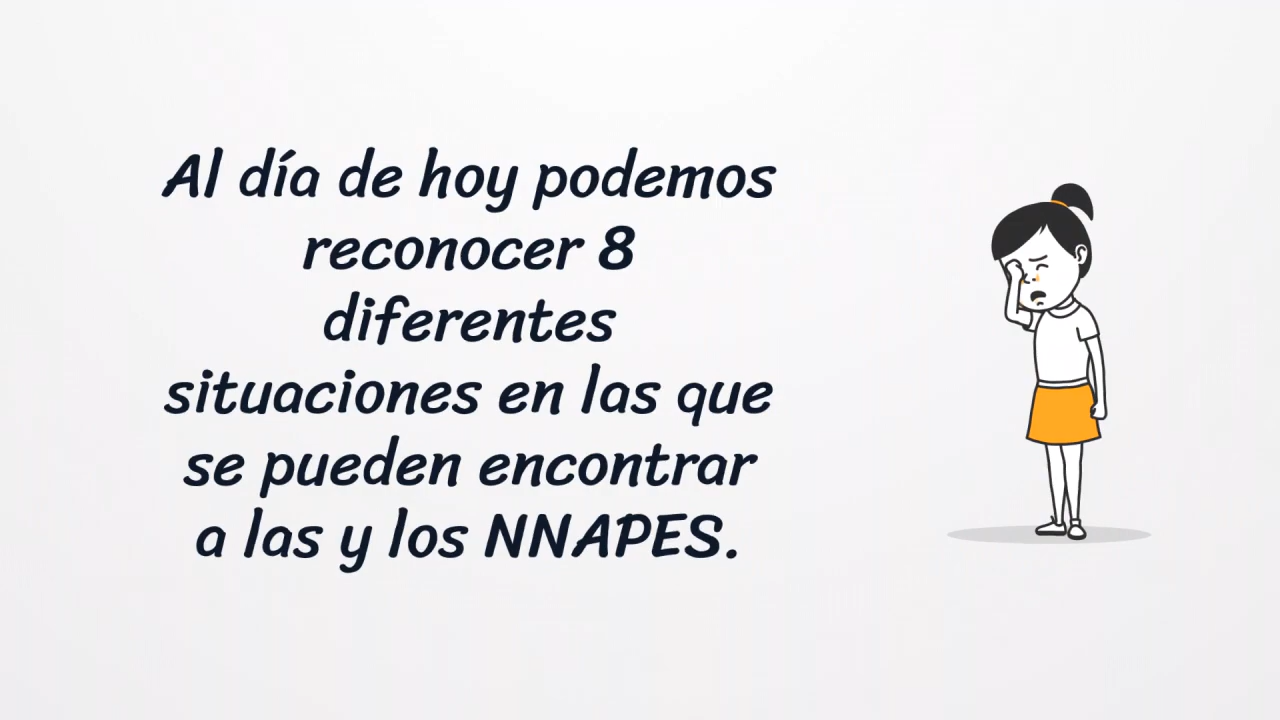 Al día de hoy podemos
reconocer 8
diferentes
situaciones en las que
se pueden encontrar
a las y los NNAPES.